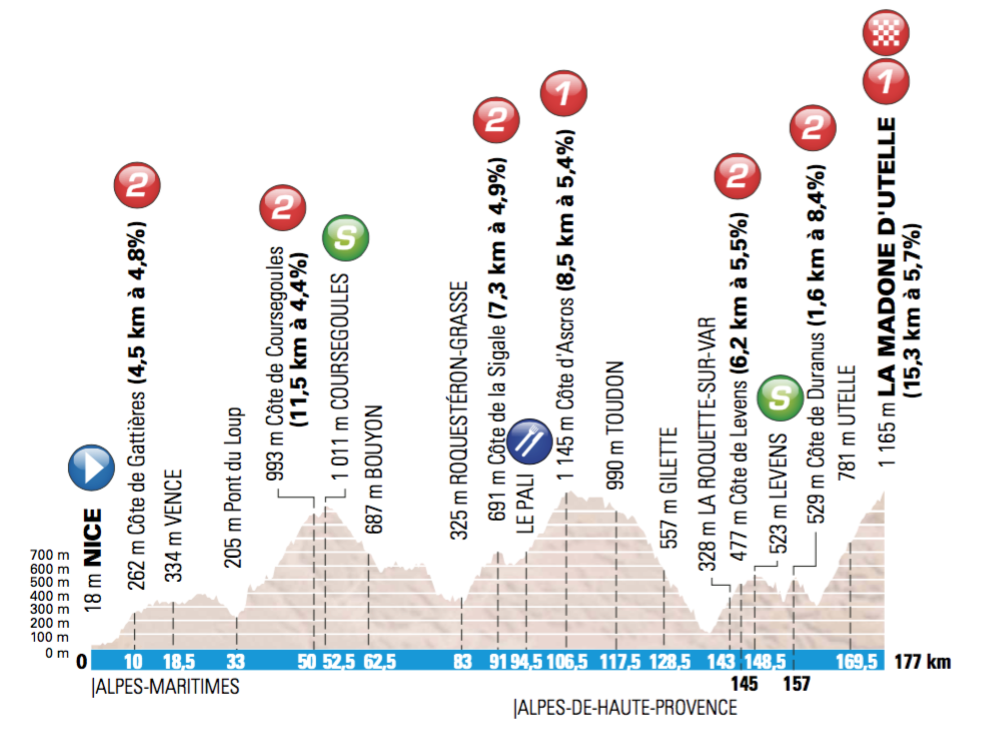 2 262 m Côte de Gattières (4,5 km à 4,8%)
334 m VENCE
205 m Pont du Loup
2 993 m Côte de Coursegoules
(11,5 km à 4,4%)
S 1 011 m COURSEGOULES
687 m BOUYON
325 m ROQUESTÉRON-GRASSE
2 691 m Côte de la Sigale (7,3 km à 4,9%)
LE PALI
1 1 145 m Côte d'Ascros (8,5 km à 5,4%)
990 m TOUDON
557 m GILETTE
328 m LA ROQUETTE-SUR-VAR
2 477 m Côte de Levens (6,2 km à 5,5%)
S 523 m LEVENS
2 529 m Côte de Duranus (1,6 km à 8,4%)
781 m UTELLE
1 1 165 m LA MADONE D'UTELLE
(15,3 km à 5,7%)
18 m NICE
700 m
600 m
500 m
400 m
300 m
200 m
100 m
0 m
0 10 18,5 33 50 52,5 62,5 83 91 94,5 106,5 117,5 128,5 143 148,5 169,5 177 km
145 157
|ALPES-MARITIMES
|ALPES-DE-HAUTE-PROVENCE